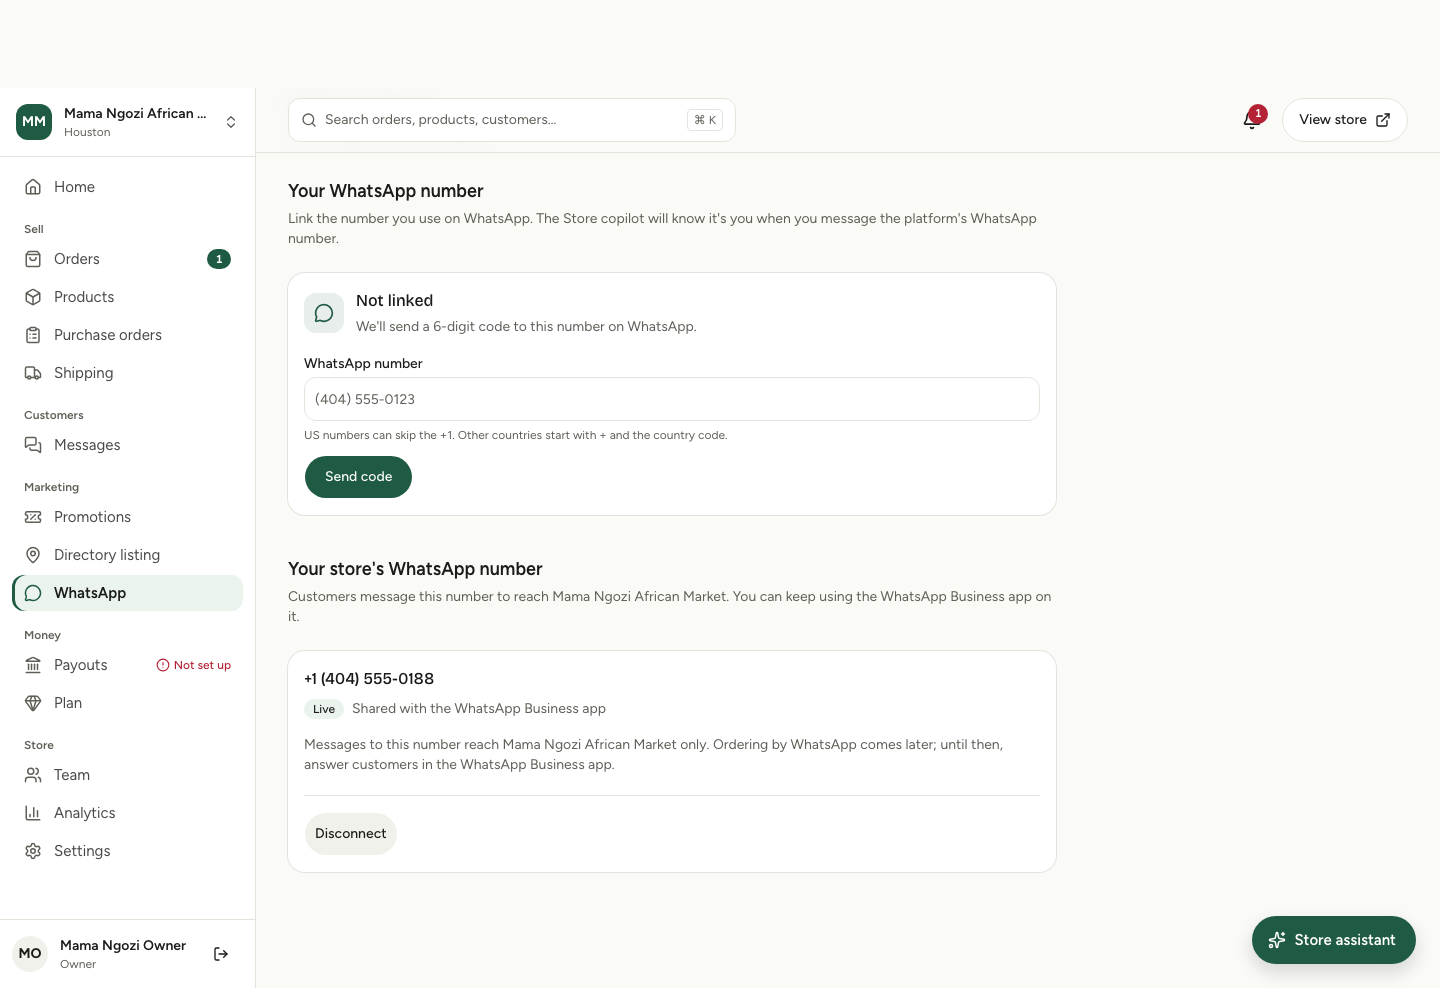 MM
Mama Ngozi African ...
Houston
Search orders, products, customers...
⌘ K
1
View store
Home
Sell
Orders
1
Products
Purchase orders
Shipping
Customers
Messages
Marketing
Promotions
Directory listing
WhatsApp
Money
Payouts
Not set up
Plan
Store
Team
Analytics
Settings
MO
Mama Ngozi Owner
Owner
Your WhatsApp number
Link the number you use on WhatsApp. The Store copilot will know it's you when you message the platform's WhatsApp
number.
Not linked
We'll send a 6-digit code to this number on WhatsApp.
WhatsApp number
(404) 555-0123
US numbers can skip the +1. Other countries start with + and the country code.
Send code
Your store's WhatsApp number
Customers message this number to reach Mama Ngozi African Market. You can keep using the WhatsApp Business app on
it.
+1 (404) 555-0188
Live
Shared with the WhatsApp Business app
Messages to this number reach Mama Ngozi African Market only. Ordering by WhatsApp comes later; until then,
answer customers in the WhatsApp Business app.
Disconnect
Store assistant